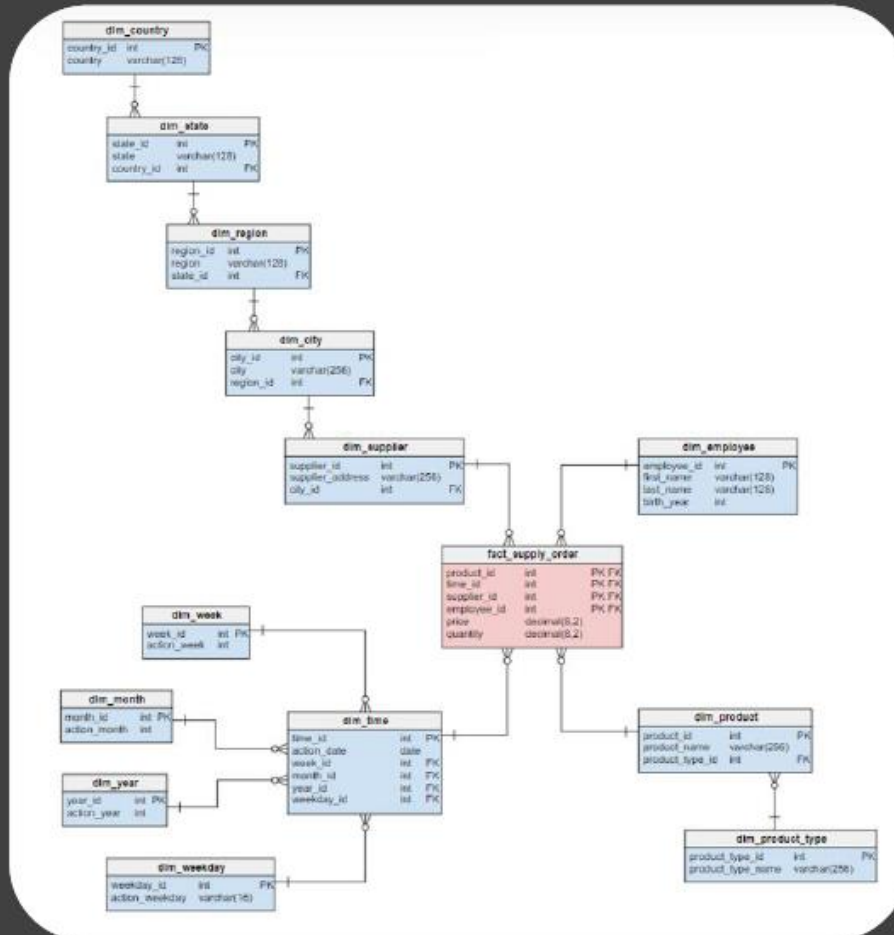 dim_country
country_id int PK
country varchar(128)
dim_state
state_id int PK
state varchar(128)
country_id int FK
dim_region
region_id int PK
region varchar(128)
state_id int FK
dim_city
city_id int PK
city varchar(256)
region_id int FK
dim_supplier
supplier_id int PK
supplier_address varchar(256)
city_id int FK
dim_employee
employee_id int PK
first_name varchar(128)
last_name varchar(128)
birth_year int
fact_supply_order
product_id int PK FK
time_id int PK FK
supplier_id int PK FK
employee_id int PK FK
price decimal(8,2)
quantity decimal(8,2)
dim_week
week_id int PK
action_week int
dim_month
month_id int PK
action_month int
dim_year
year_id int PK
action_year int
dim_time
time_id int PK
action_date date
week_id int FK
month_id int FK
year_id int FK
weekday_id int FK
dim_weekday
weekday_id int PK
action_weekday varchar(16)
dim_product
product_id int PK
product_name varchar(256)
product_type_id int FK
dim_product_type
product_type_id int PK
product_type_name varchar(256)